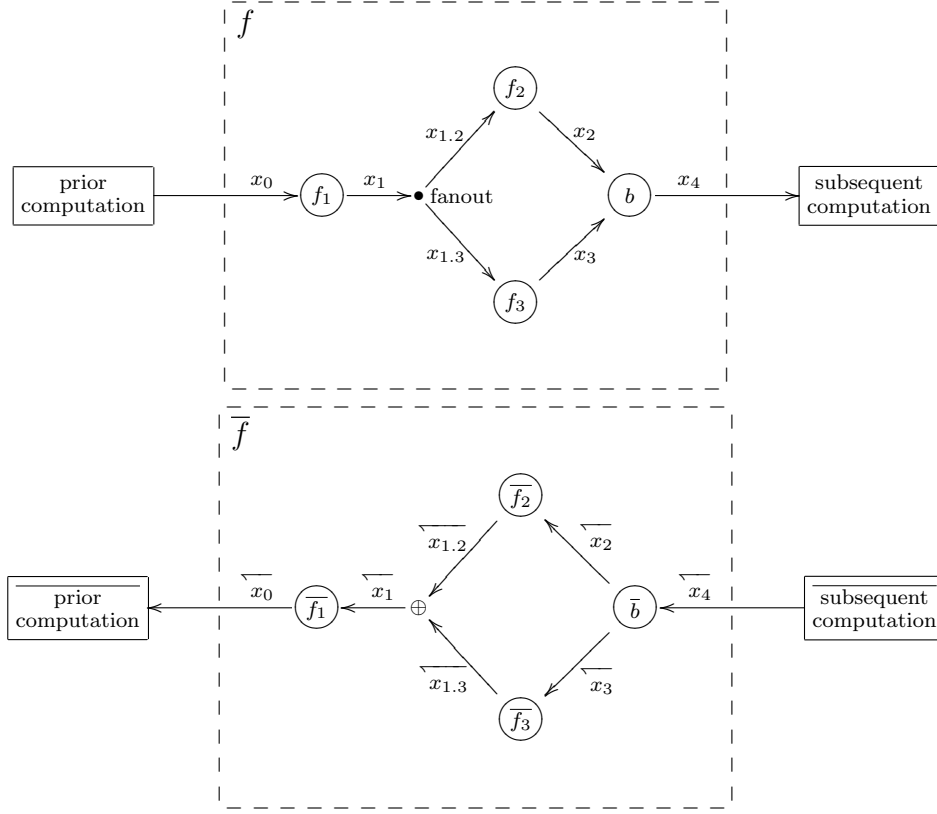 f
f₂
x₁.₂
x₂
prior
computation
x₀
f₁
x₁
fanout
b
x₄
subsequent
computation
x₁.₃
x₃
f₃
f̅
f̅₂
x₁.₂
x₂
prior
computation
x₀
f̅₁
x₁
⊕
b̅
x₄
subsequent
computation
x₁.₃
x₃
f̅₃